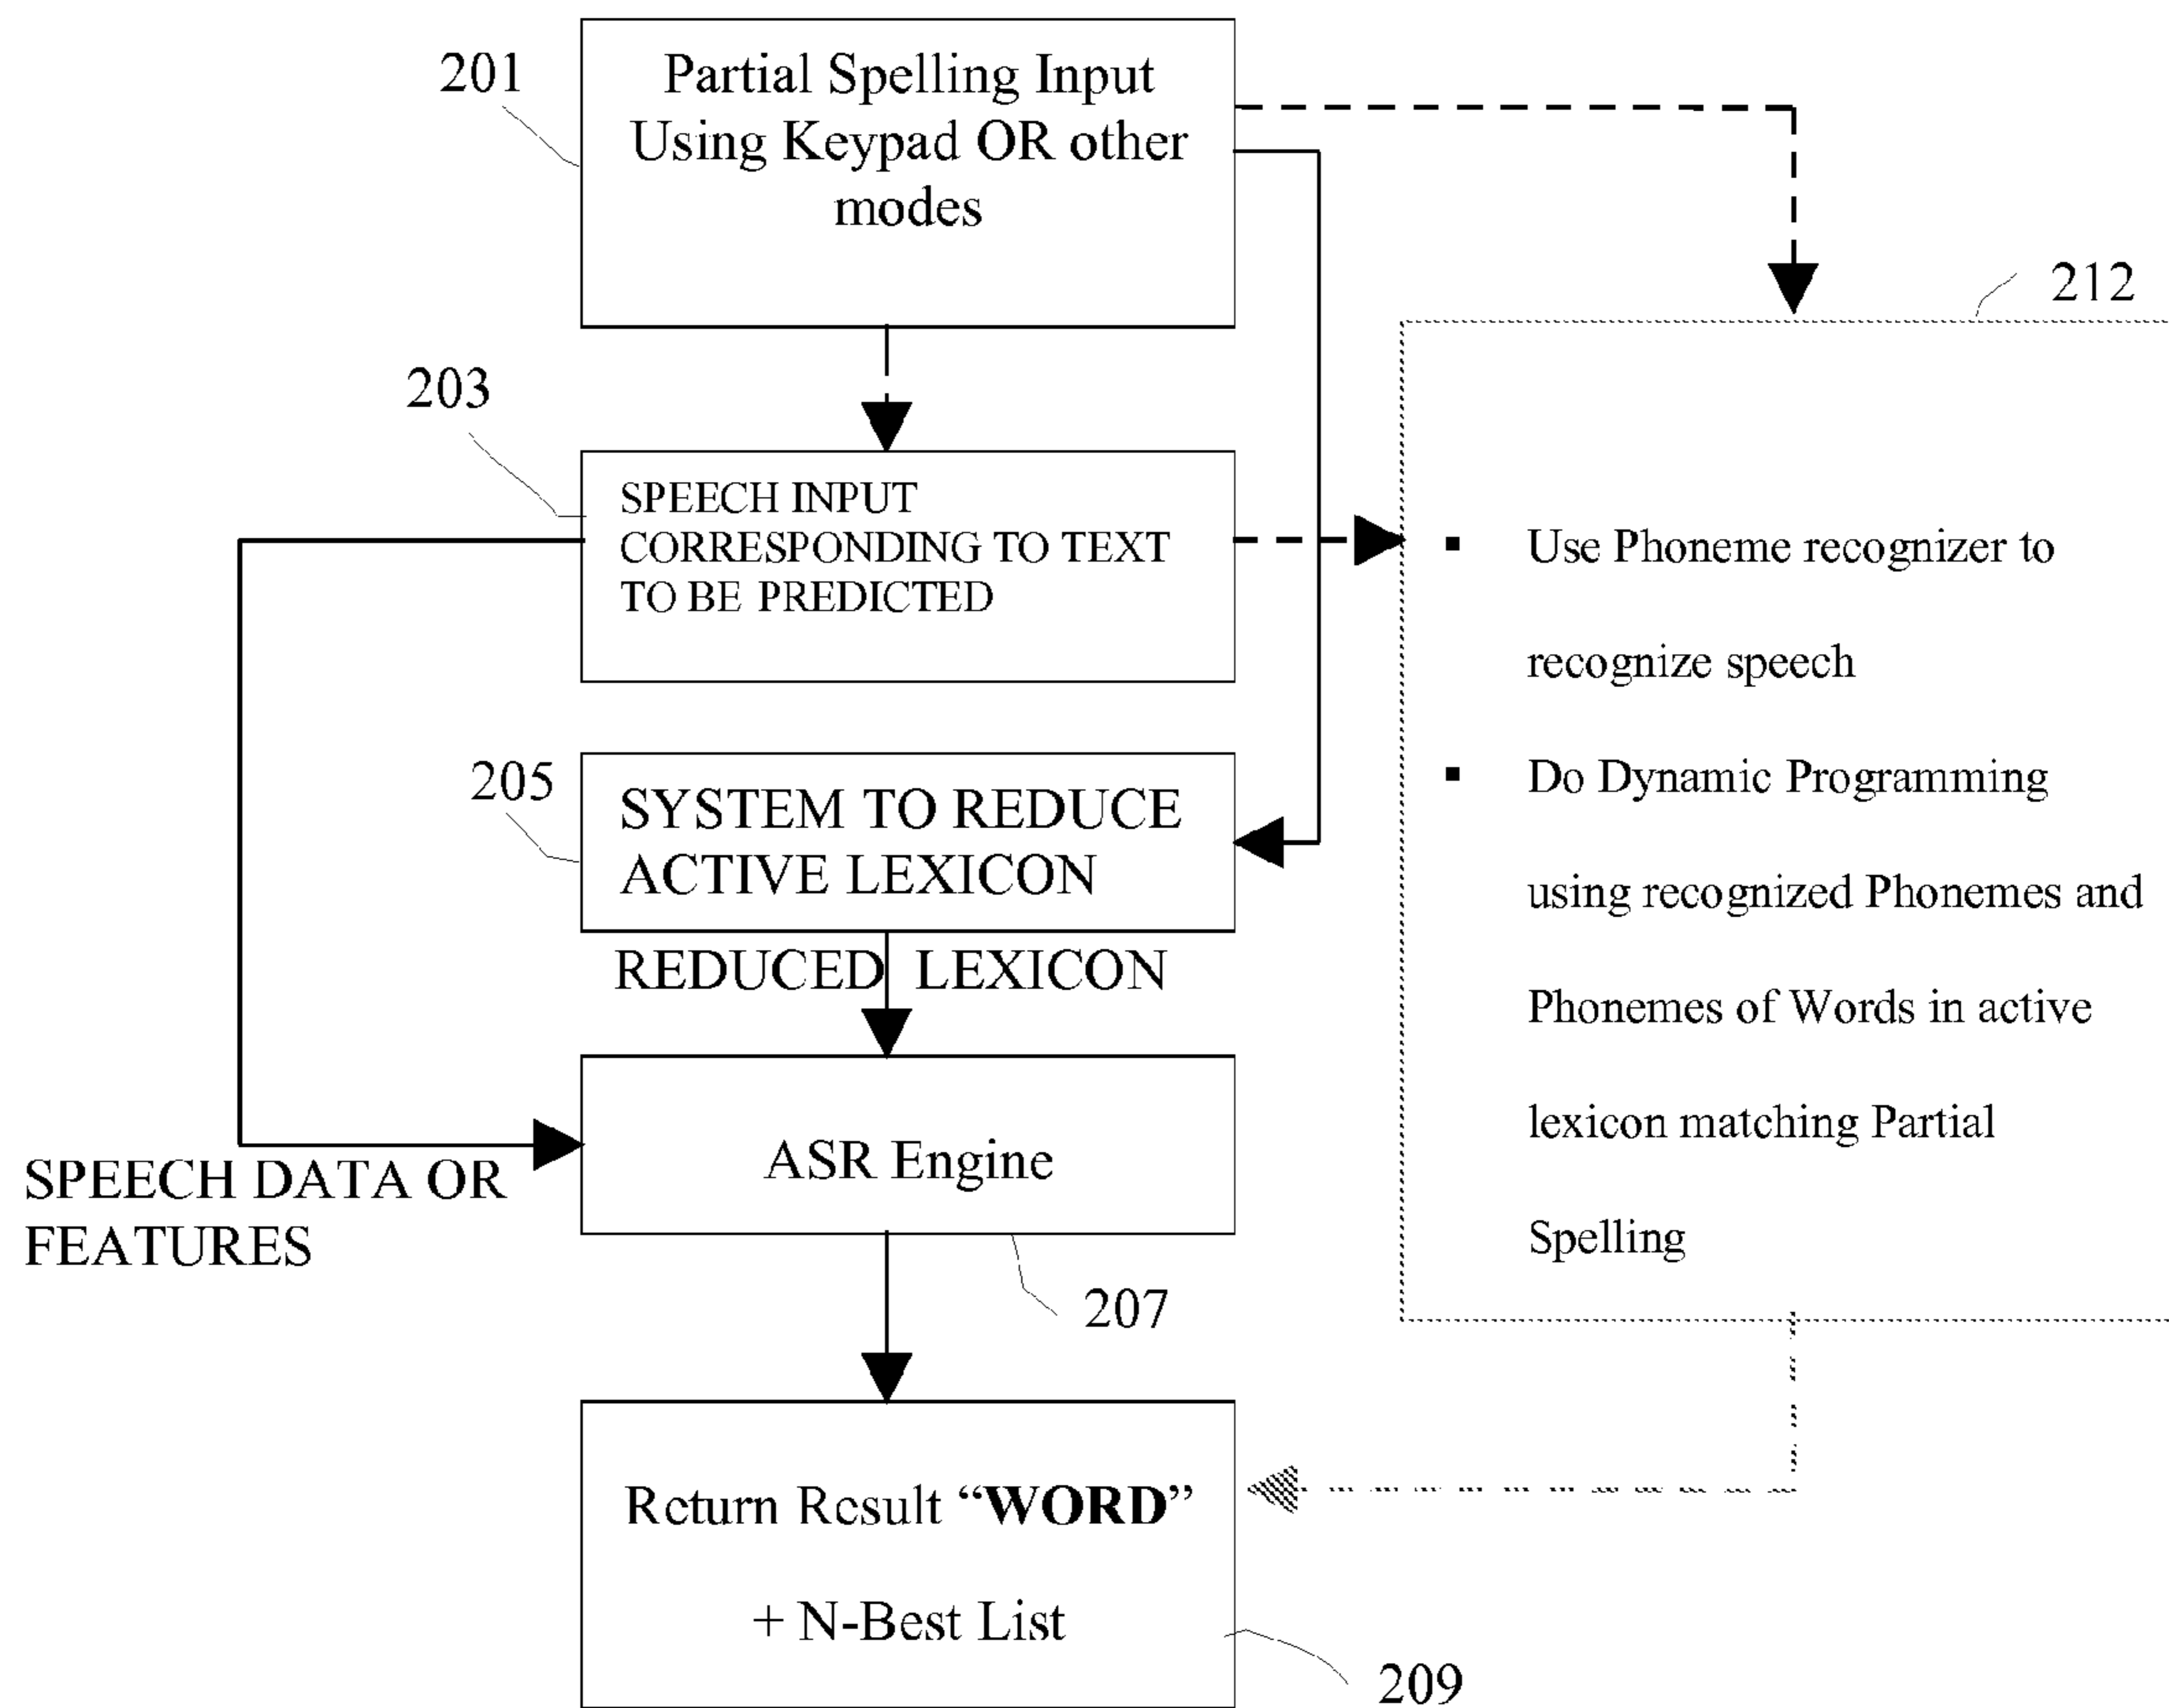 201
Partial Spelling Input
Using Keypad OR other
modes
212
203
SPEECH INPUT
CORRESPONDING TO TEXT
TO BE PREDICTED
205
SYSTEM TO REDUCE
ACTIVE LEXICON
REDUCED LEXICON
ASR Engine
SPEECH DATA OR
FEATURES
207
Return Result “WORD”
+ N-Best List
209
▪ Use Phoneme recognizer to
recognize speech
▪ Do Dynamic Programming
using recognized Phonemes and
Phonemes of Words in active
lexicon matching Partial
Spelling